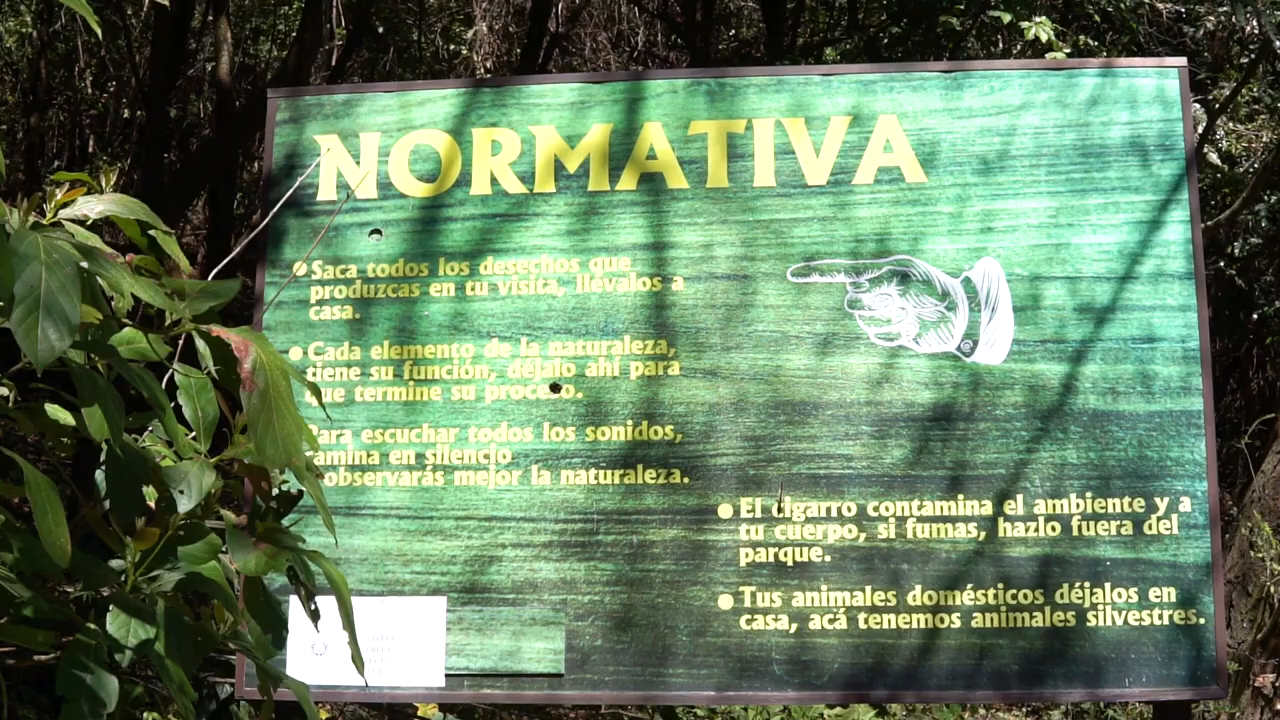 NORMATIVA
Saca todos los desechos que
produzcas en tu visita, llévalos a
casa.
Cada elemento de la naturaleza,
tiene su función, déjalo ahí para
que termine su proceso.
Para escuchar todos los sonidos,
camina en silencio
observarás mejor la naturaleza.
El cigarro contamina el ambiente y a
tu cuerpo, si fumas, hazlo fuera del
parque.
Tus animales domésticos déjalos en
casa, acá tenemos animales silvestres.